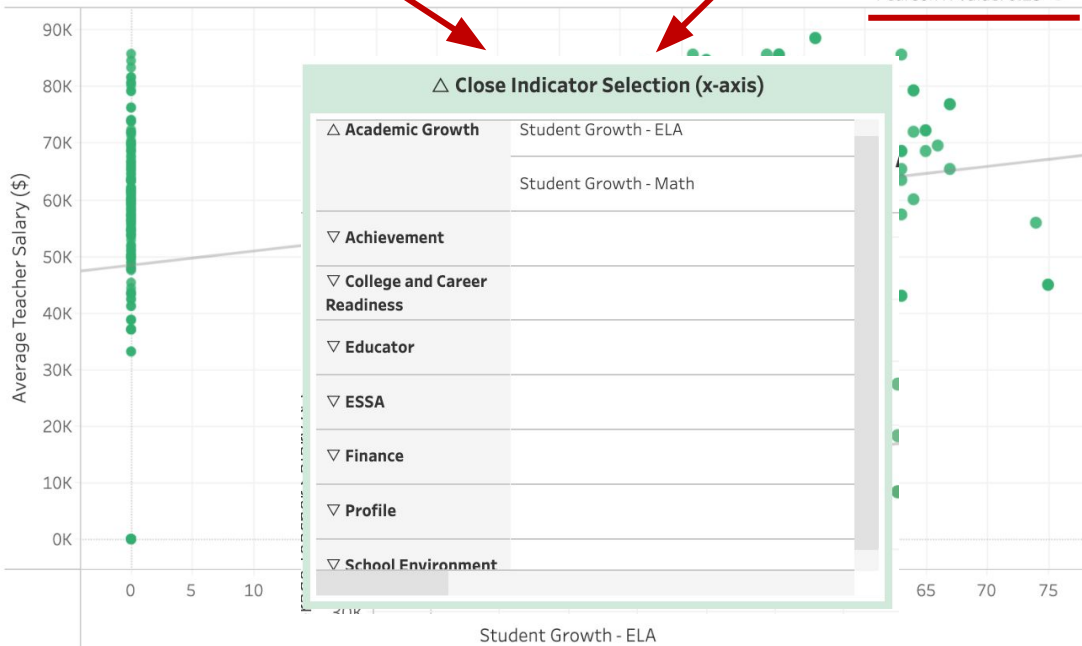 90K
80K
70K
60K
50K
40K
30K
20K
10K
0K
Average Teacher Salary ($)
△ Close Indicator Selection (x-axis)
△ Academic Growth
Student Growth - ELA
Student Growth - Math
▽ Achievement
▽ College and Career
Readiness
▽ Educator
▽ ESSA
▽ Finance
▽ Profile
▽ School Environment
0 5 10 65 70 75
30K
Student Growth - ELA